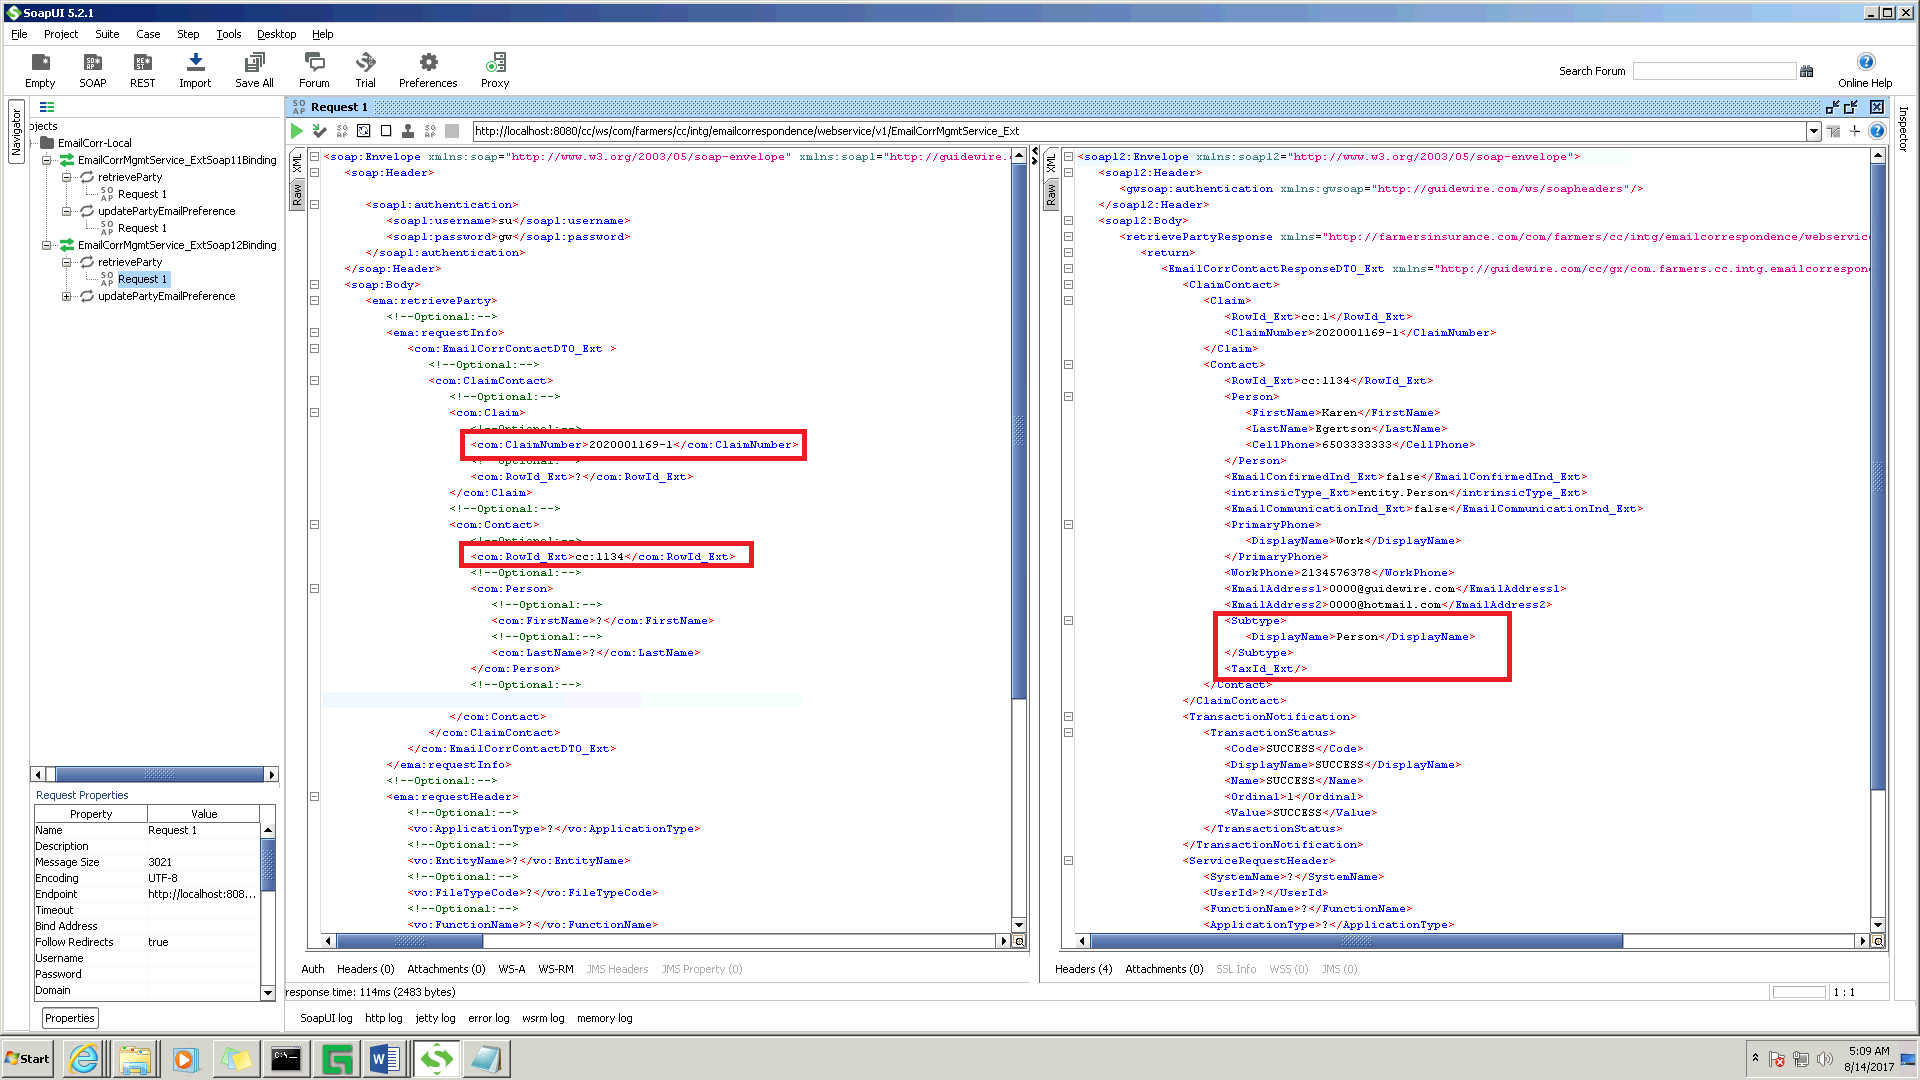 SoapUI 5.2.1
File Project Suite Case Step Tools Desktop Help
Empty SOAP REST Import Save All Forum Trial Preferences Proxy
Search Forum
Online Help
Navigator
ojects
EmailCorr-Local
EmailCorrMgmtService_ExtSoap11Binding
retrieveParty
Request 1
updatePartyEmailPreference
Request 1
EmailCorrMgmtService_ExtSoap12Binding
retrieveParty
Request 1
updatePartyEmailPreference
Request Properties
Property Value
Name Request 1
Description
Message Size 3021
Encoding UTF-8
Endpoint http://localhost:808...
Timeout
Bind Address
Follow Redirects true
Username
Password
Domain
Properties
Request 1
http://localhost:8080/cc/ws/com/farmers/cc/intg/emailcorrespondence/webservice/v1/EmailCorrMgmtService_Ext
XML
Raw
<soap:Envelope xmlns:soap="http://www.w3.org/2003/05/soap-envelope" xmlns:soap1="http://guidewire.c
<soap:Header>
<soap1:authentication>
<soap1:username>su</soap1:username>
<soap1:password>gw</soap1:password>
</soap1:authentication>
</soap:Header>
<soap:Body>
<ema:retrieveParty>
<!--Optional:-->
<ema:requestInfo>
<com:EmailCorrContactDTO_Ext >
<!--Optional:-->
<com:ClaimContact>
<!--Optional:-->
<com:Claim>
<!--Optional:-->
<com:ClaimNumber>2020001169-1</com:ClaimNumber>
<!--Optional:-->
<com:RowId_Ext>?</com:RowId_Ext>
</com:Claim>
<!--Optional:-->
<com:Contact>
<!--Optional:-->
<com:RowId_Ext>cc:1134</com:RowId_Ext>
<!--Optional:-->
<com:Person>
<!--Optional:-->
<com:FirstName>?</com:FirstName>
<!--Optional:-->
<com:LastName>?</com:LastName>
</com:Person>
<!--Optional:-->
</com:Contact>
</com:ClaimContact>
</com:EmailCorrContactDTO_Ext>
</ema:requestInfo>
<!--Optional:-->
<ema:requestHeader>
<!--Optional:-->
<vo:ApplicationType>?</vo:ApplicationType>
<!--Optional:-->
<vo:EntityName>?</vo:EntityName>
<!--Optional:-->
<vo:FileTypeCode>?</vo:FileTypeCode>
<!--Optional:-->
<vo:FunctionName>?</vo:FunctionName>
Auth Headers (0) Attachments (0) WS-A WS-RM JMS Headers JMS Property (0)
XML
Raw
<soap12:Envelope xmlns:soap12="http://www.w3.org/2003/05/soap-envelope">
<soap12:Header>
<gwsoap:authentication xmlns:gwsoap="http://guidewire.com/ws/soapheaders"/>
</soap12:Header>
<soap12:Body>
<retrievePartyResponse xmlns="http://farmersinsurance.com/com/farmers/cc/intg/emailcorrespondence/webservic
<return>
<EmailCorrContactResponseDTO_Ext xmlns="http://guidewire.com/cc/gx/com.farmers.cc.intg.emailcorrespon
<ClaimContact>
<Claim>
<RowId_Ext>cc:1</RowId_Ext>
<ClaimNumber>2020001169-1</ClaimNumber>
</Claim>
<Contact>
<RowId_Ext>cc:1134</RowId_Ext>
<Person>
<FirstName>Karen</FirstName>
<LastName>Egertson</LastName>
<CellPhone>6503333333</CellPhone>
</Person>
<EmailConfirmedInd_Ext>false</EmailConfirmedInd_Ext>
<intrinsicType_Ext>entity.Person</intrinsicType_Ext>
<EmailCommunicationInd_Ext>false</EmailCommunicationInd_Ext>
<PrimaryPhone>
<DisplayName>Work</DisplayName>
</PrimaryPhone>
<WorkPhone>2134576378</WorkPhone>
<EmailAddress1>0000@guidewire.com</EmailAddress1>
<EmailAddress2>0000@hotmail.com</EmailAddress2>
<Subtype>
<DisplayName>Person</DisplayName>
</Subtype>
<TaxId_Ext/>
</Contact>
</ClaimContact>
<TransactionNotification>
<TransactionStatus>
<Code>SUCCESS</Code>
<DisplayName>SUCCESS</DisplayName>
<Name>SUCCESS</Name>
<Ordinal>1</Ordinal>
<Value>SUCCESS</Value>
</TransactionStatus>
</TransactionNotification>
<ServiceRequestHeader>
<SystemName>?</SystemName>
<UserId>?</UserId>
<FunctionName>?</FunctionName>
<ApplicationType>?</ApplicationType>
Headers (4) Attachments (0) SSL Info WSS (0) JMS (0)
response time: 114ms (2483 bytes)
1 : 1
SoapUI log http log jetty log error log wsrm log memory log
Inspector
Start
5:09 AM
8/14/2017